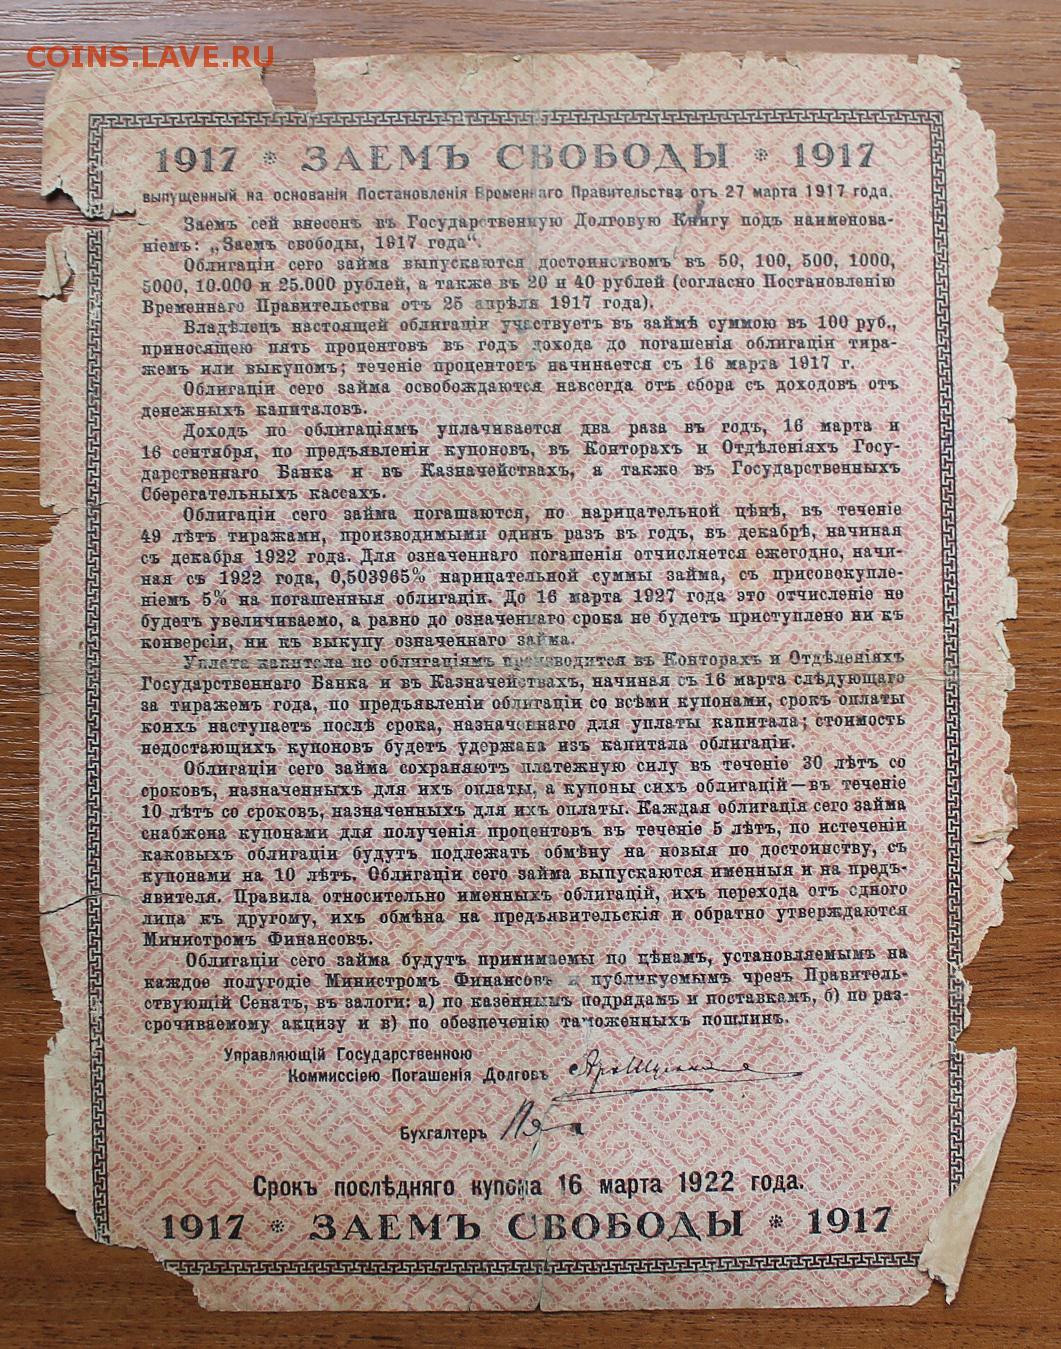 COINS.LAVE.RU
1917 * ЗАЕМЪ СВОБОДЫ * 1917
выпущенный на основаніи Постановленія Временнаго Правительства отъ 27 марта 1917 года.
Заемъ сей внесенъ въ Государственную Долговую Книгу подъ наименова-
ніемъ: „Заемъ свободы, 1917 года“.
Облигаціи сего займа выпускаются достоинствомъ въ 50, 100, 500, 1000,
5000, 10.000 и 25.000 рублей, а также въ 20 и 40 рублей (согласно Постановленію
Временнаго Правительства отъ 25 апрѣля 1917 года).
Владѣлецъ настоящей облигаціи участвуетъ въ займѣ суммою въ 100 руб.,
приносящею пять процентовъ въ годъ дохода до погашенія облигаціи тира-
жемъ или выкупомъ; теченіе процентовъ начинается съ 16 марта 1917 г.
Облигаціи сего займа освобождаются навсегда отъ сбора съ доходовъ отъ
денежныхъ капиталовъ.
Доходъ по облигаціямъ уплачивается два раза въ годъ, 16 марта и
16 сентября, по предъявленіи купоновъ, въ Конторахъ и Отдѣленіяхъ Госу-
дарственнаго Банка и въ Казначействахъ, а также въ Государственныхъ
Сберегательныхъ кассахъ.
Облигаціи сего займа погашаются, по нарицательной цѣнѣ, въ теченіе
49 лѣтъ тиражами, производимыми одинъ разъ въ годъ, въ декабрѣ, начиная
съ декабря 1922 года. Для означеннаго погашенія отчисляется ежегодно, начи-
ная съ 1922 года, 0,503965% нарицательной суммы займа, съ присовокупле-
ніемъ 5% на погашенныя облигаціи. До 16 марта 1927 года это отчисленіе не
будетъ увеличиваемо, а равно до означеннаго срока не будетъ приступлено ни къ
конверсіи, ни къ выкупу означеннаго займа.
Уплата капитала по облигаціямъ производится въ Конторахъ и Отдѣленіяхъ
Государственнаго Банка и въ Казначействахъ, начиная съ 16 марта слѣдующаго
за тиражемъ года, по предъявленіи облигаціи со всѣми купонами, срокъ оплаты
коихъ наступаетъ послѣ срока, назначеннаго для уплаты капитала; стоимость
недостающихъ купоновъ будетъ удержана изъ капитала облигаціи.
Облигаціи сего займа сохраняютъ платежную силу въ теченіе 30 лѣтъ со
сроковъ, назначенныхъ для ихъ оплаты, а купоны сихъ облигацій—въ теченіе
10 лѣтъ со сроковъ, назначенныхъ для ихъ оплаты. Каждая облигація сего займа
снабжена купонами для полученія процентовъ въ теченіе 5 лѣтъ, по истеченіи
каковыхъ облигаціи будутъ подлежать обмѣну на новыя по достоинству, съ
купонами на 10 лѣтъ. Облигаціи сего займа выпускаются именныя и на предъ-
явителя. Правила относительно именныхъ облигацій, ихъ перехода отъ одного
лица къ другому, ихъ обмѣна на предъявительскія и обратно утверждаются
Министромъ Финансовъ.
Облигаціи сего займа будутъ принимаемы по цѣнамъ, установляемымъ на
каждое полугодіе Министромъ Финансовъ и публикуемымъ чрезъ Правитель-
ствующій Сенатъ, въ залоги: а) по казеннымъ подрядамъ и поставкамъ, б) по раз-
срочиваемому акцизу и в) по обезпеченію таможенныхъ пошлинъ.
Управляющій Государственною
Коммиссіею Погашенія Долговъ
Бухгалтеръ
Срокъ послѣдняго купона 16 марта 1922 года.
1917 * ЗАЕМЪ СВОБОДЫ * 1917